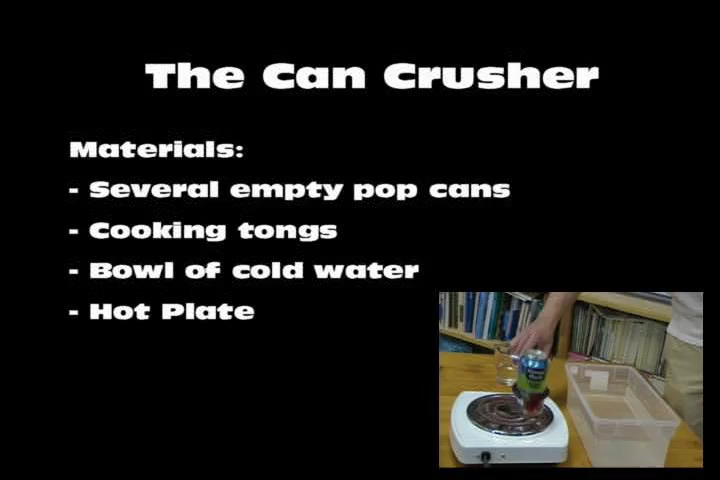 The Can Crusher
Materials:
- Several empty pop cans
- Cooking tongs
- Bowl of cold water
- Hot Plate